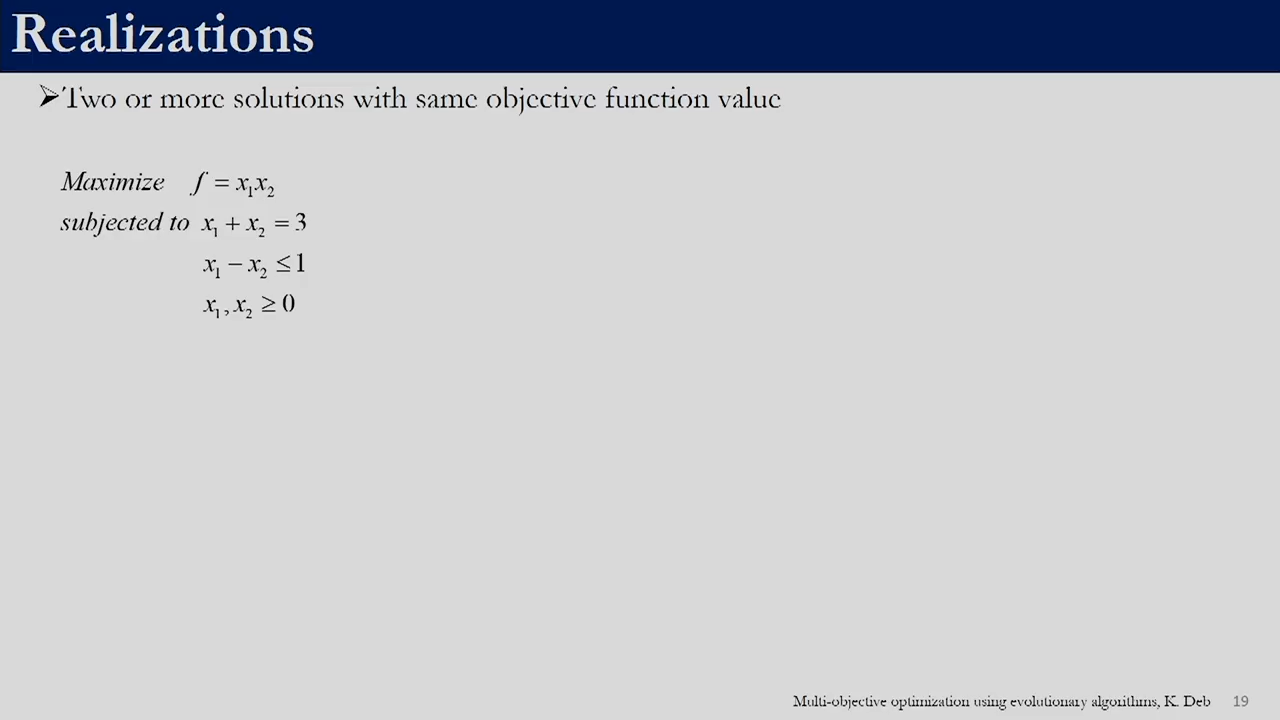 Realizations
➢Two or more solutions with same objective function value
Maximize f = x₁x₂
subjected to x₁ + x₂ = 3
x₁ − x₂ ≤ 1
x₁, x₂ ≥ 0
Multi-objective optimization using evolutionary algorithms, K. Deb 19